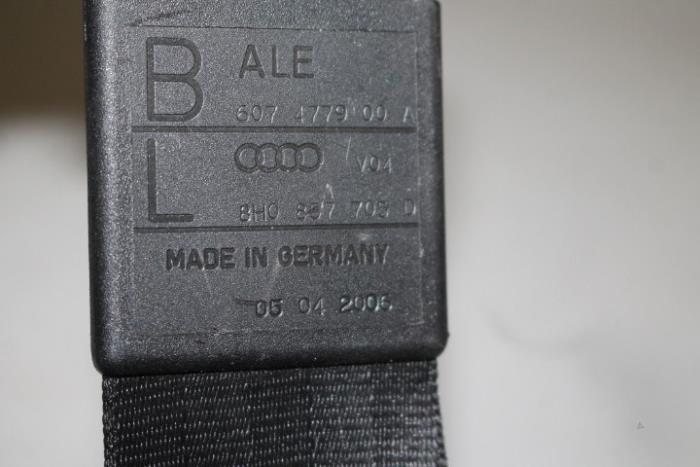 B ALE
607 4779 00 A
L V04
8H0 857 705 D
MADE IN GERMANY
05 04 2006